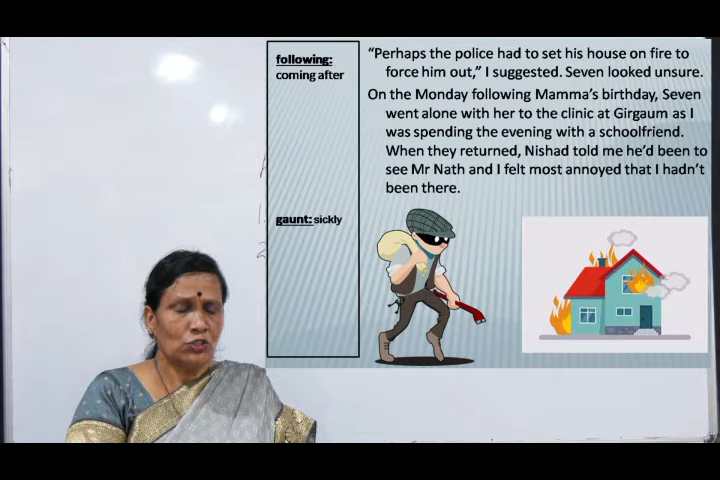 following:
coming after
gaunt: sickly
“Perhaps the police had to set his house on fire to
force him out,” I suggested. Seven looked unsure.
On the Monday following Mamma’s birthday, Seven
went alone with her to the clinic at Girgaum as I
was spending the evening with a schoolfriend.
When they returned, Nishad told me he’d been to
see Mr Nath and I felt most annoyed that I hadn’t
been there.